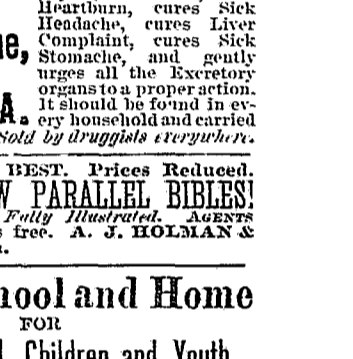 Heartburn, cures Sick
Headache, cures Liver
Complaint, cures Sick
Stomache, and gently
urges all the Excretory
organs to a proper action.
It should be found in ev-
A. ery household and carried
Sold by druggists everywhere.
BEST. Prices Reduced.
PARALLEL BIBLES!
Fully Illustrated. AGENTS
free. A. J. HOLMAN &
and Home
FOR
Children and Youth